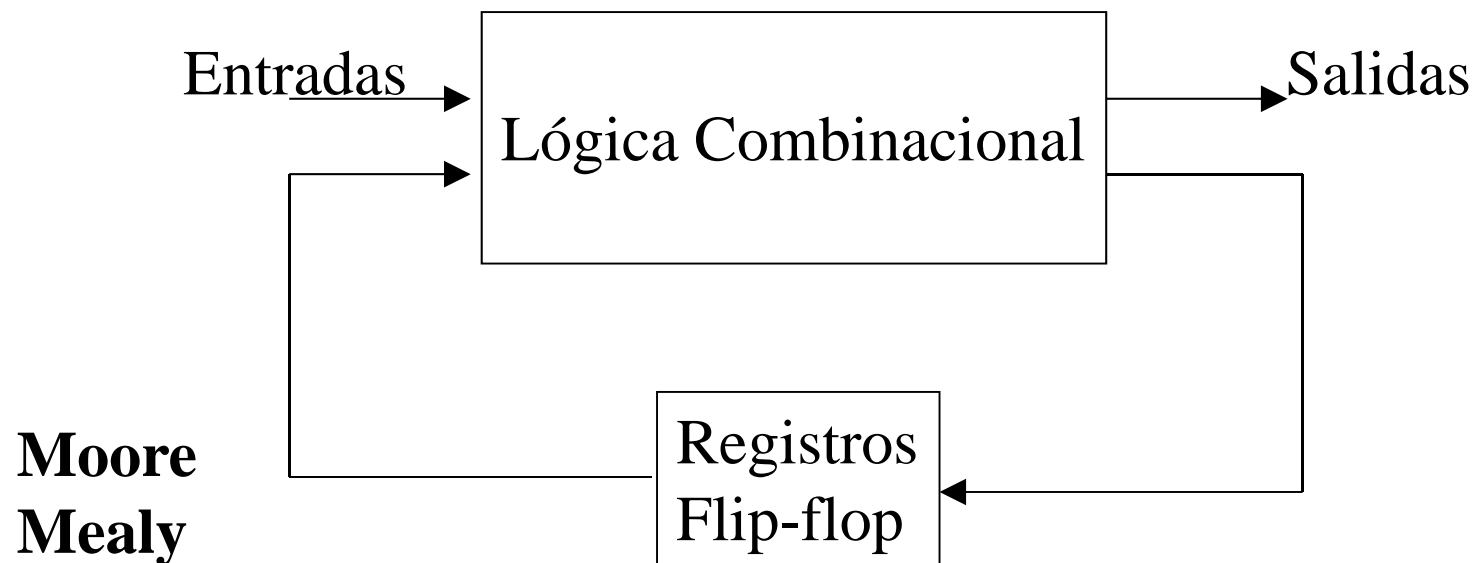 Entradas
Salidas
Lógica Combinacional
Registros
Flip-flop
Moore
Mealy